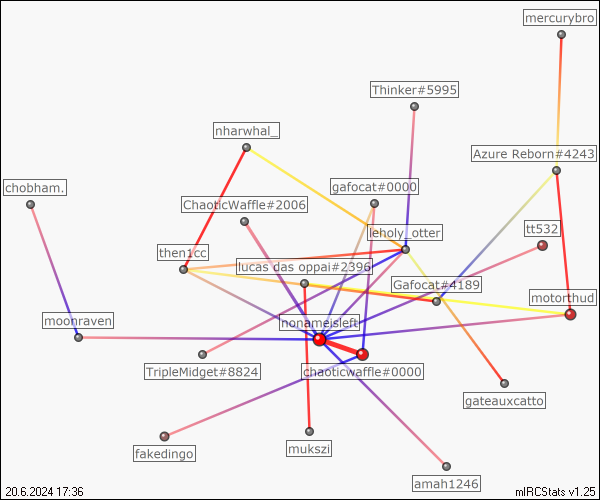 mercurybro
Thinker#5995
nharwhal_
Azure Reborn#4243
chobham.
gafocat#0000
ChaoticWaffle#2006
leholy_otter
tt532
then1cc
lucas das oppai#2396
Gafocat#4189
motorthud
moonraven
nonameisleft
TripleMidget#8824
chaoticwaffle#0000
gateauxcatto
fakedingo
mukszi
amah1246
20.6.2024 17:36
mIRCStats v1.25